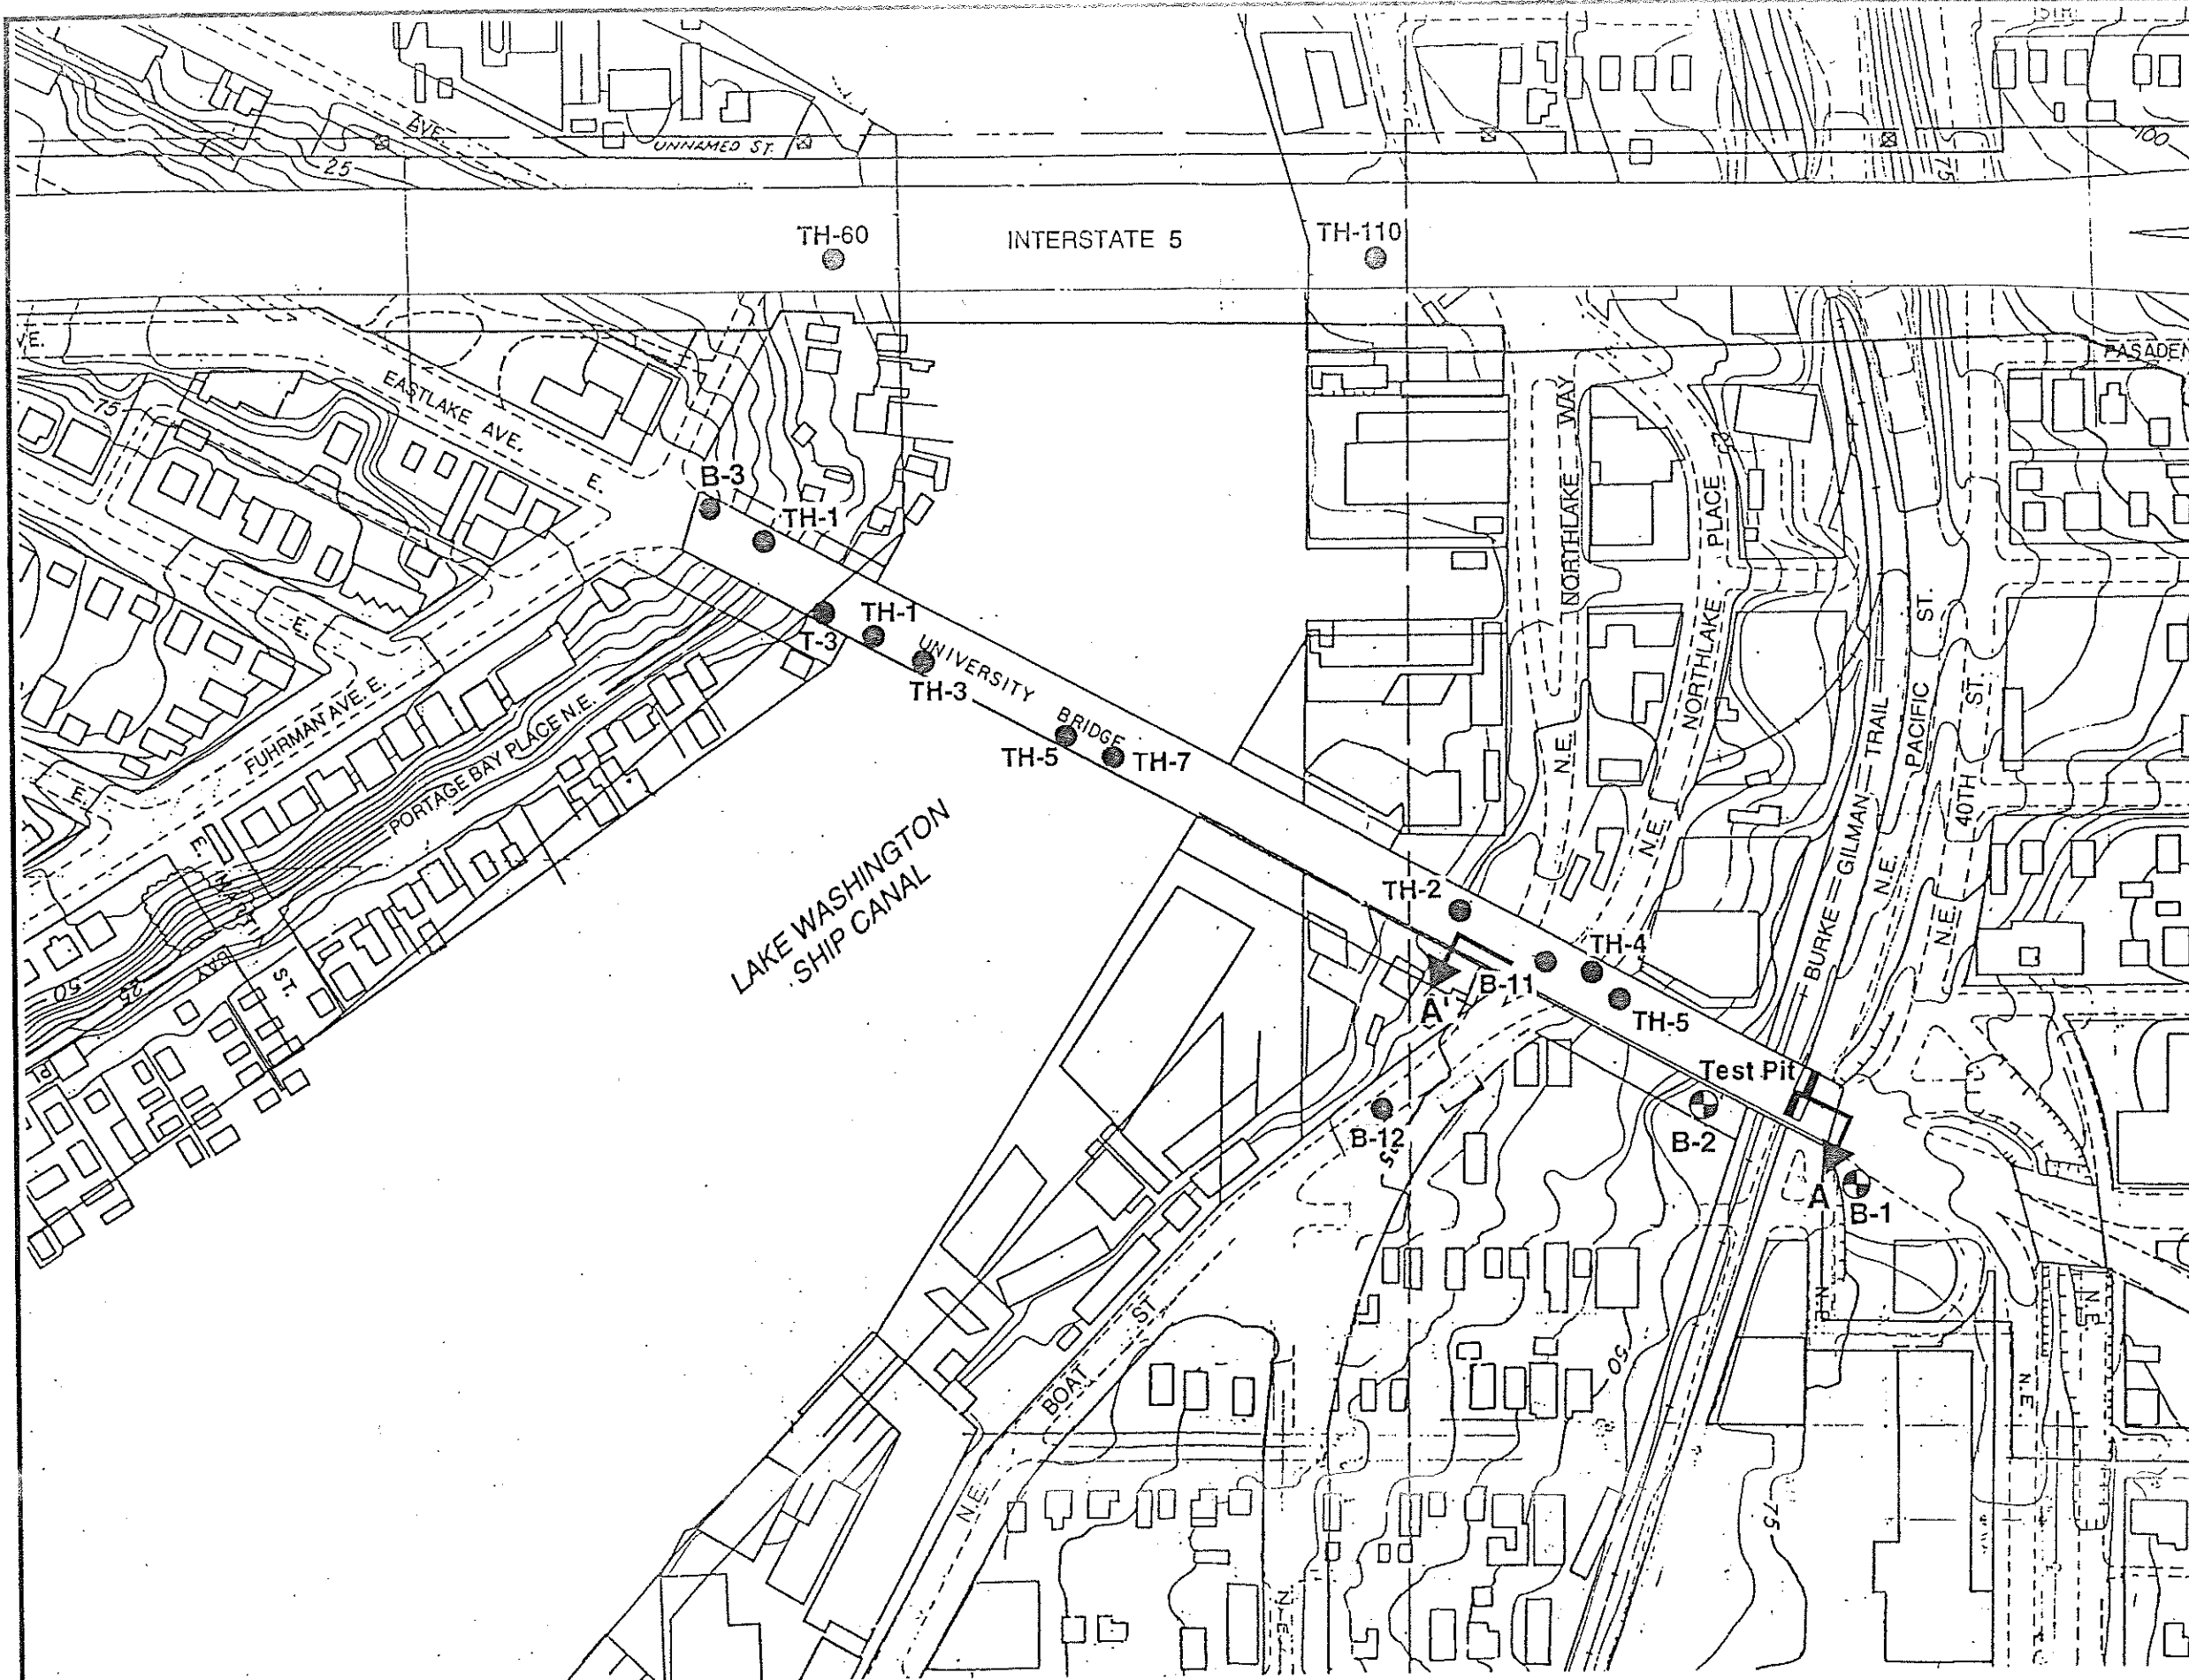 AVE.
UNNAMED ST.
25
75
100
TH-60
INTERSTATE 5
TH-110
VE.
EASTLAKE AVE.
E.
75
B-3
TH-1
T-3
TH-1
TH-3
UNIVERSITY
BRIDGE
TH-5
TH-7
E.
FUHRMAN AVE. E.
PORTAGE BAY PLACE N.E.
E.
E.
ST.
BAY
50
25
PL
LAKE WASHINGTON
SHIP CANAL
NORTHLAKE WAY
N.E.
PLACE
NORTHLAKE
N.E.
BURKE GILMAN TRAIL
PACIFIC ST.
N.E.
40TH ST.
N.E.
TH-2
TH-4
B-11
A'
TH-5
Test Pit
B-12
B-2
A
B-1
N.E.
N.E.
N.E.
N.E. BOAT ST
50
75
N.E.